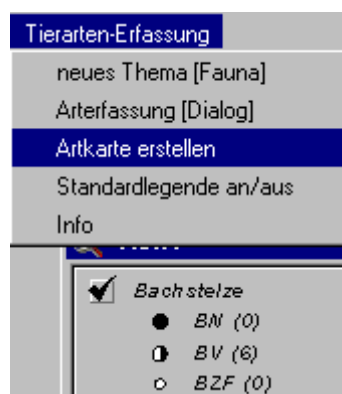 Tierarten-Erfassung
neues Thema [Fauna]
Arterfassung [Dialog]
Artkarte erstellen
Standardlegende an/aus
Info
Bachstelze
BN (0)
BV (6)
BZF (0)